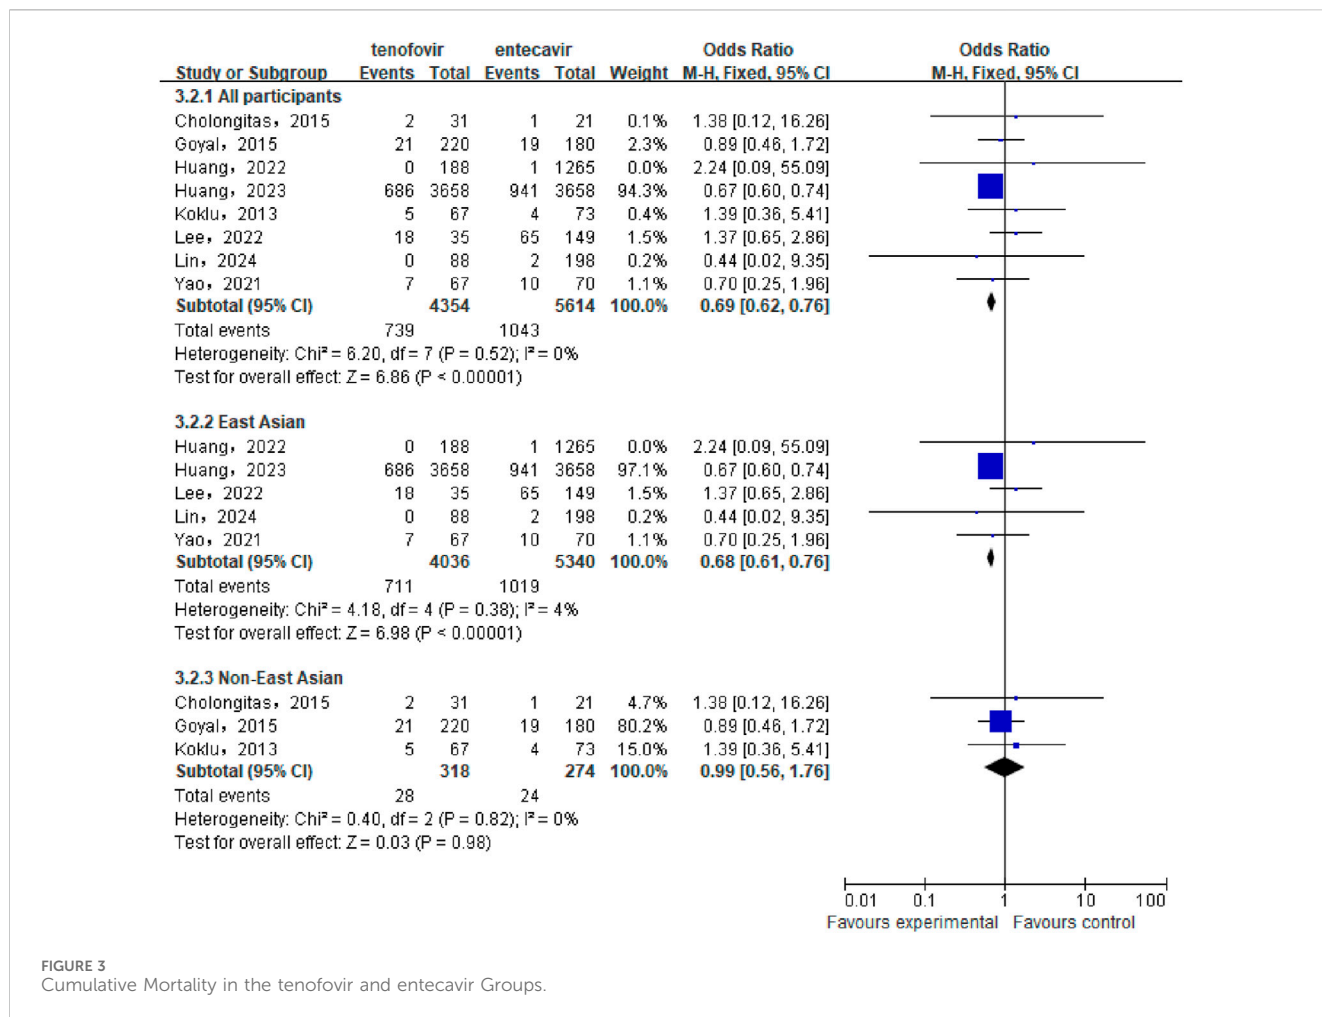 tenofovir entecavir Odds Ratio Odds Ratio
Study or Subgroup Events Total Events Total Weight M-H, Fixed, 95% CI M-H, Fixed, 95% CI
3.2.1 All participants
Cholongitas，2015 2 31 1 21 0.1% 1.38 [0.12, 16.26]
Goyal，2015 21 220 19 180 2.3% 0.89 [0.46, 1.72]
Huang，2022 0 188 1 1265 0.0% 2.24 [0.09, 55.09]
Huang，2023 686 3658 941 3658 94.3% 0.67 [0.60, 0.74]
Koklu，2013 5 67 4 73 0.4% 1.39 [0.36, 5.41]
Lee，2022 18 35 65 149 1.5% 1.37 [0.65, 2.86]
Lin，2024 0 88 2 198 0.2% 0.44 [0.02, 9.35]
Yao，2021 7 67 10 70 1.1% 0.70 [0.25, 1.96]
Subtotal (95% CI) 4354 5614 100.0% 0.69 [0.62, 0.76]
Total events 739 1043
Heterogeneity: Chi² = 6.20, df = 7 (P = 0.52); I² = 0%
Test for overall effect: Z = 6.86 (P < 0.00001)
3.2.2 East Asian
Huang，2022 0 188 1 1265 0.0% 2.24 [0.09, 55.09]
Huang，2023 686 3658 941 3658 97.1% 0.67 [0.60, 0.74]
Lee，2022 18 35 65 149 1.5% 1.37 [0.65, 2.86]
Lin，2024 0 88 2 198 0.2% 0.44 [0.02, 9.35]
Yao，2021 7 67 10 70 1.1% 0.70 [0.25, 1.96]
Subtotal (95% CI) 4036 5340 100.0% 0.68 [0.61, 0.76]
Total events 711 1019
Heterogeneity: Chi² = 4.18, df = 4 (P = 0.38); I² = 4%
Test for overall effect: Z = 6.98 (P < 0.00001)
3.2.3 Non-East Asian
Cholongitas，2015 2 31 1 21 4.7% 1.38 [0.12, 16.26]
Goyal，2015 21 220 19 180 80.2% 0.89 [0.46, 1.72]
Koklu，2013 5 67 4 73 15.0% 1.39 [0.36, 5.41]
Subtotal (95% CI) 318 274 100.0% 0.99 [0.56, 1.76]
Total events 28 24
Heterogeneity: Chi² = 0.40, df = 2 (P = 0.82); I² = 0%
Test for overall effect: Z = 0.03 (P = 0.98)
0.01 0.1 1 10 100
Favours experimental Favours control
FIGURE 3
Cumulative Mortality in the tenofovir and entecavir Groups.